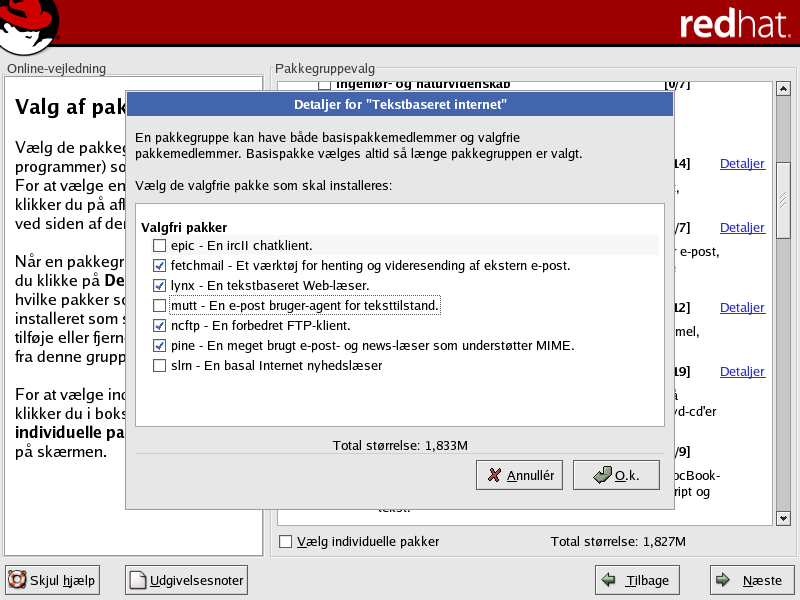 redhat.
Online-vejledning
Pakkegruppevalg
Valg af pak
Vælg de pakkeg
programmer) so
For at vælge en
klikker du på afl
ved siden af der
Når en pakkegr
du klikke på De
hvilke pakker so
installeret som s
tilføje eller fjern
fra denne grupp
For at vælge ind
klikker du i boks
individuelle pa
på skærmen.
Ingeniør- og naturvidenskab [0/7]
14] Detaljer
/7] Detaljer
r e-post,
12] Detaljer
mel,
19] Detaljer
yd-cd'er
/9]
ocBook-
ript og
tekst.
Detaljer for "Tekstbaseret internet"
En pakkegruppe kan have både basispakkemedlemmer og valgfrie
pakkemedlemmer. Basispakke vælges altid så længe pakkegruppen er valgt.
Vælg de valgfrie pakke som skal installeres:
Valgfri pakker
epic - En ircII chatklient.
fetchmail - Et værktøj for henting og videresending af ekstern e-post.
lynx - En tekstbaseret Web-læser.
mutt - En e-post bruger-agent for teksttilstand.
ncftp - En forbedret FTP-klient.
pine - En meget brugt e-post- og news-læser som understøtter MIME.
slrn - En basal Internet nyhedslæser
Total størrelse: 1,833M
Annullér
O.k.
Vælg individuelle pakker
Total størrelse: 1,827M
Skjul hjælp
Udgivelsesnoter
Tilbage
Næste